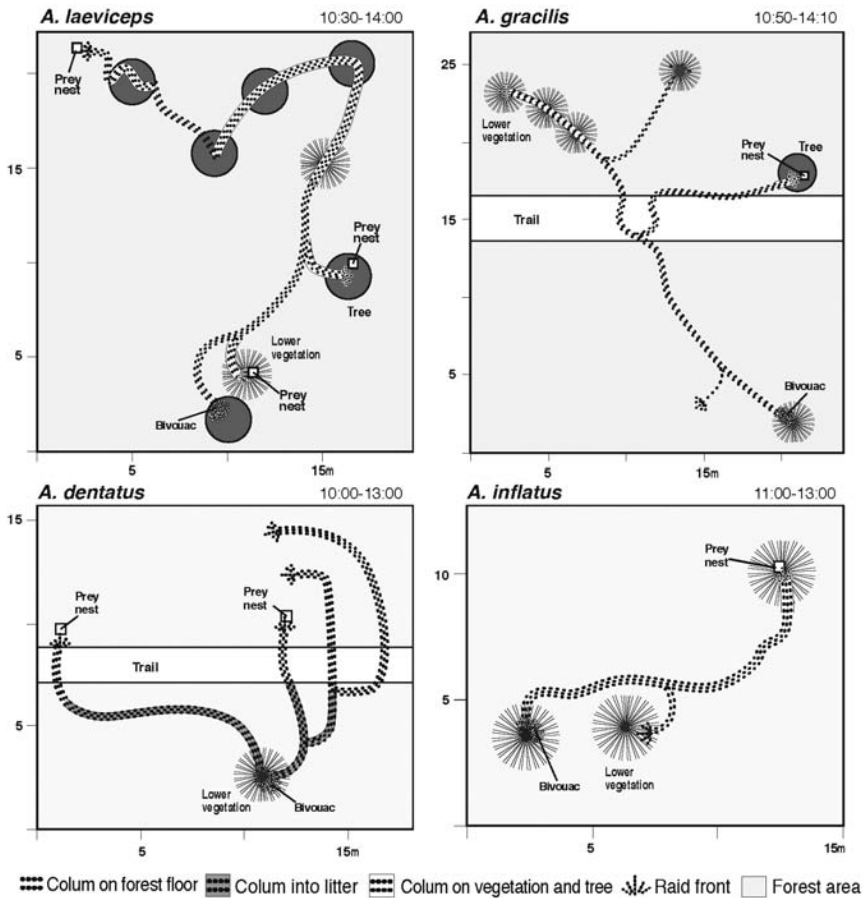 A. laeviceps 10:30-14:00
Prey
nest
15
Prey
nest
Tree
5
Lower
vegetation
Prey
nest
Bivouac
5
15m
A. gracilis 10:50-14:10
25
Lower
vegetation
Prey
nest
Tree
15
Trail
5
Bivouac
5
15m
A. dentatus 10:00-13:00
15
Prey
nest
Prey
nest
Trail
5
Lower
vegetation
Bivouac
5
15m
A. inflatus 11:00-13:00
10
Prey
nest
5
Bivouac
Lower
vegetation
5
15m
Colum on forest floor Colum into litter Colum on vegetation and tree Raid front Forest area